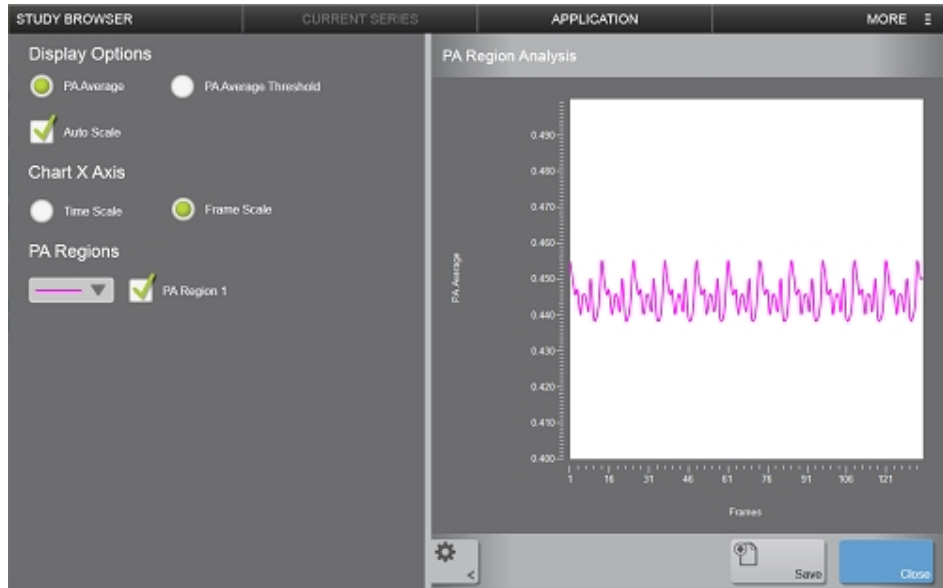 STUDY BROWSER CURRENT SERIES APPLICATION MORE
Display Options
PA Average PA Average Threshold
Auto Scale
Chart X Axis
Time Scale Frame Scale
PA Regions
PA Region 1
PA Region Analysis
0.490
0.480
0.470
0.460
0.450
0.440
0.430
0.420
0.410
0.400
PA Average
1 16 31 46 61 76 91 106 121
Frames
< Save Close